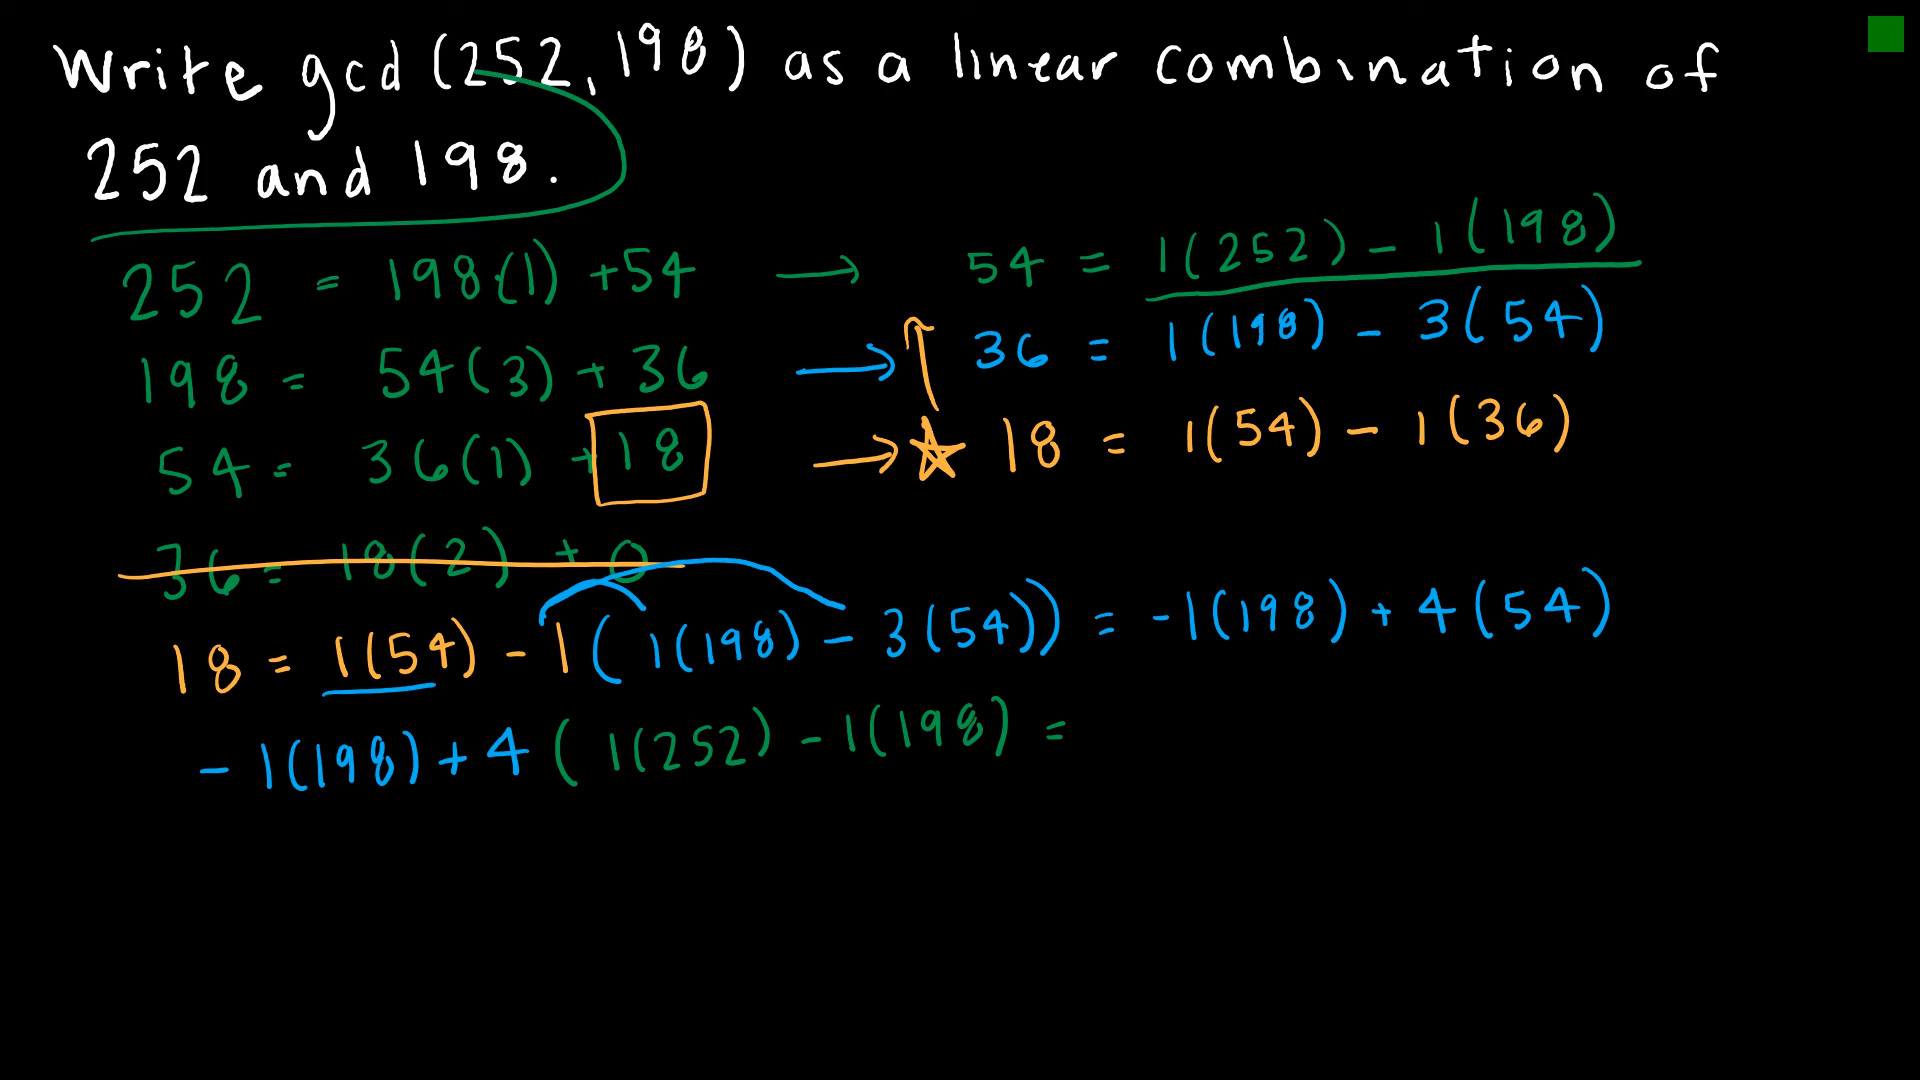 Write gcd (252, 198) as a linear combination of
252 and 198.
252 = 198(1) + 54 → 54 = 1(252) - 1(198)
198 = 54(3) + 36 → 36 = 1(198) - 3(54)
54 = 36(1) + 18 → 18 = 1(54) - 1(36)
36 = 18(2) + 0
18 = 1(54) - 1(1(198) - 3(54)) = -1(198) + 4(54)
-1(198) + 4(1(252) - 1(198) =